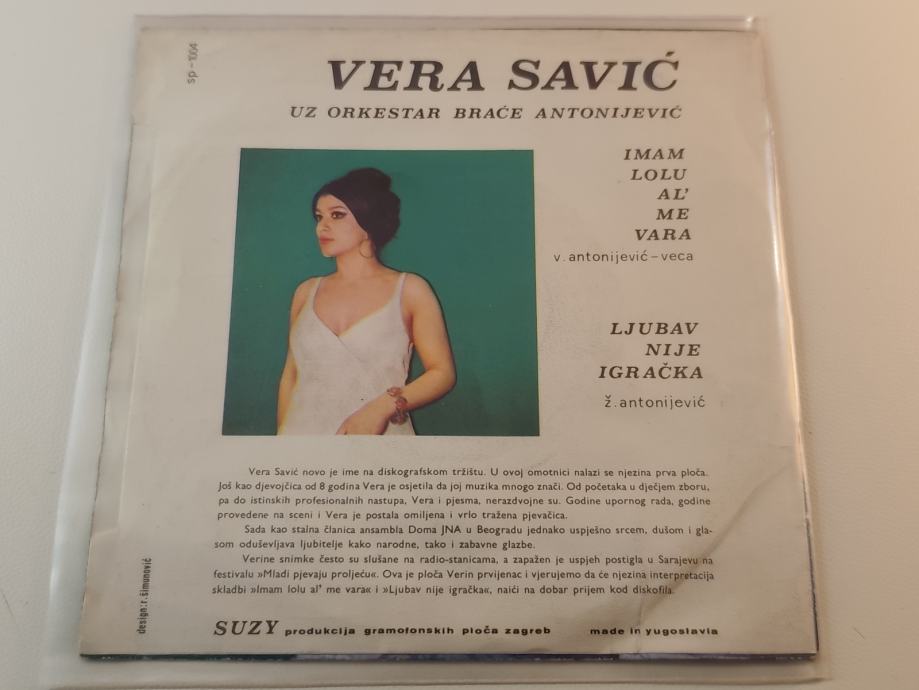 sp-1004
VERA SAVIĆ
UZ ORKESTAR BRAĆE ANTONIJEVIĆ
IMAM
LOLU
AL'
ME
VARA
v. antonijević – veca
LJUBAV
NIJE
IGRAČKA
ž. antonijević
Vera Savić novo je ime na diskografskom tržištu. U ovoj omotnici nalazi se njezina prva ploča.
Još kao djevojčica od 8 godina Vera je osjetila da joj muzika mnogo znači. Od početaka u dječjem zboru,
pa do istinskih profesionalnih nastupa, Vera i pjesma, nerazdvojne su. Godine upornog rada, godine
provedene na sceni i Vera je postala omiljena i vrlo tražena pjevačica.
Sada kao stalna članica ansambla Doma JNA u Beogradu jednako uspješno srcem, dušom i gla-
som oduševljava ljubitelje kako narodne, tako i zabavne glazbe.
Verine snimke često su slušane na radio-stanicama, a zapažen je uspjeh postigla u Sarajevu na
festivalu »Mladi pjevaju proljeću«. Ova je ploča Verin prvijenac i vjerujemo da će njezina interpretacija
skladbi »Imam lolu al' me vara« i »Ljubav nije igračka«, naići na dobar prijem kod diskofila.
design: r. šimunović
SUZY produkcija gramofonskih ploča zagreb made in yugoslavia